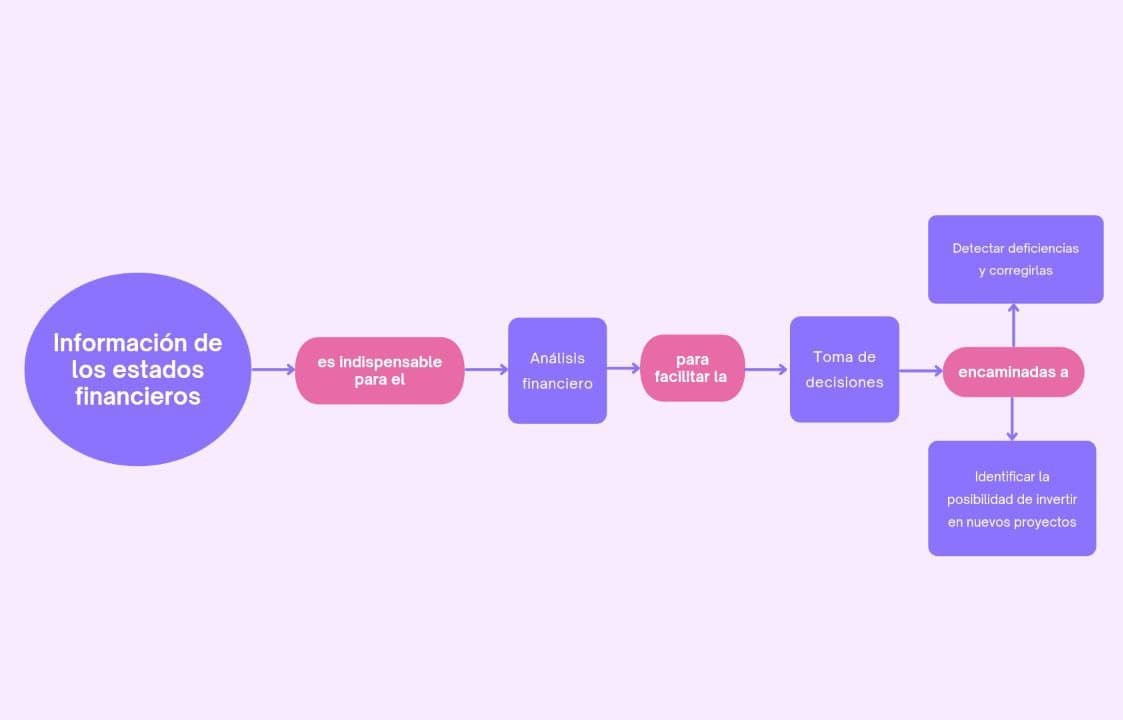 Información de
los estados
financieros
es indispensable
para el
Análisis
financiero
para
facilitar la
Toma de
decisiones
encaminadas a
Detectar deficiencias
y corregirlas
Identificar la
posibilidad de invertir
en nuevos proyectos